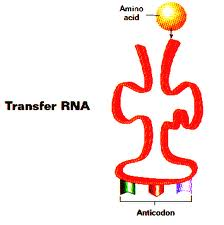 Amino
acid
Transfer RNA
Anticodon